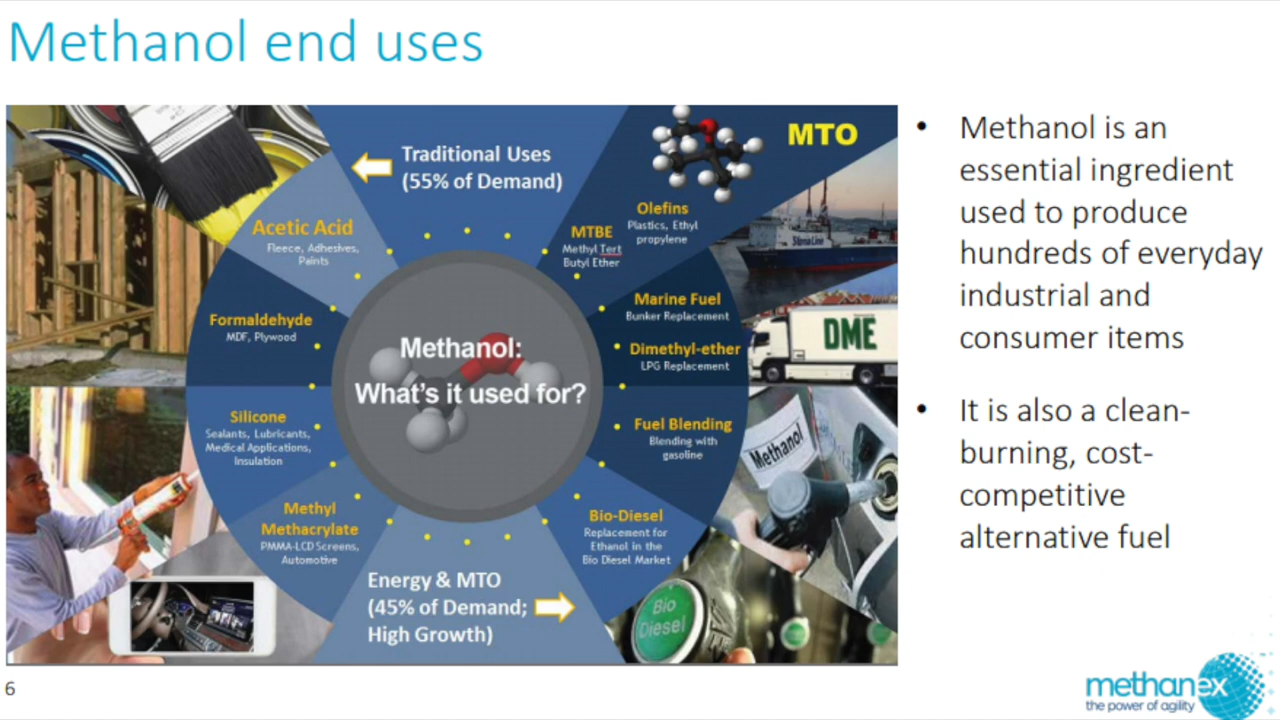 Methanol end uses
Traditional Uses
(55% of Demand)
MTO
Acetic Acid
Fleece, Adhesives,
Paints
Olefins
Plastics, Ethyl
propylene
MTBE
Methyl Tert
Butyl Ether
Stena Line
Formaldehyde
MDF, Plywood
Marine Fuel
Bunker Replacement
DME
Dimethyl-ether
LPG Replacement
Methanol:
What's it used for?
Silicone
Sealants, Lubricants,
Medical Applications,
Insulation
Fuel Blending
Blending with
gasoline
Methanol
Methyl
Methacrylate
PMMA-LCD Screens,
Automotive
Bio-Diesel
Replacement for
Ethanol in the
Bio Diesel Market
Energy & MTO
(45% of Demand;
High Growth)
Bio
Diesel
• Methanol is an
essential ingredient
used to produce
hundreds of everyday
industrial and
consumer items
• It is also a clean-
burning, cost-
competitive
alternative fuel
6
methanex
the power of agility